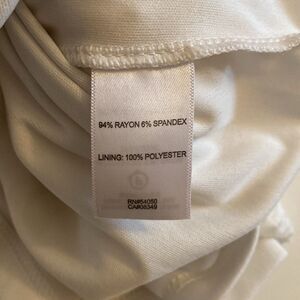 94% RAYON 6% SPANDEX
LINING: 100% POLYESTER
RN#54050
CA#08349